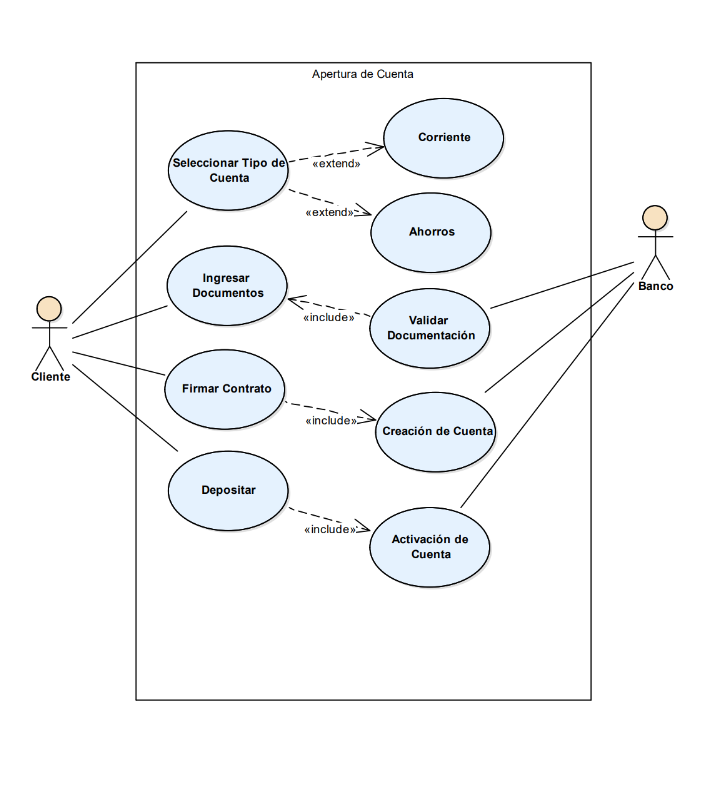 Apertura de Cuenta
Corriente
Seleccionar Tipo de
Cuenta
«extend»
«extend»
Ahorros
Banco
Ingresar
Documentos
«include»
Validar
Documentación
Cliente
Firmar Contrato
«include»
Creación de Cuenta
Depositar
«include»
Activación de
Cuenta